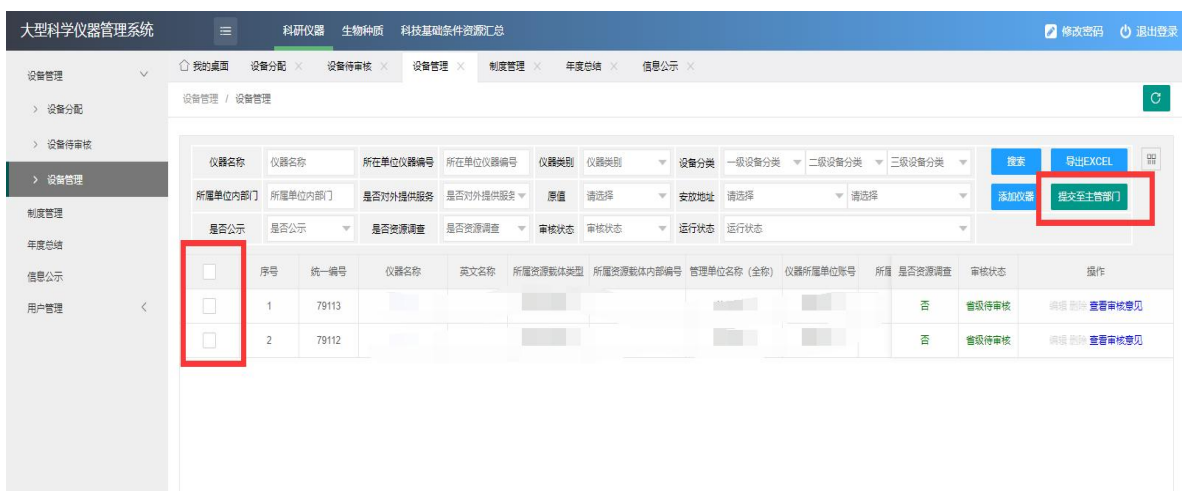 大型科学仪器管理系统 科研仪器 生物种质 科技基础条件资源汇总 修改密码 退出登录
设备管理 我的桌面 设备分配 设备待审核 设备管理 制度管理 年度总结 信息公示
设备分配 设备管理 / 设备管理
设备待审核
设备管理
制度管理
年度总结
信息公示
用户管理
仪器名称 仪器名称 所在单位仪器编号 所在单位仪器编号 仪器类别 仪器类别 设备分类 一级设备分类 二级设备分类 三级设备分类 搜索 导出EXCEL
所属单位内部门 所属单位内部门 是否对外提供服务 是否对外提供服务 原值 请选择 安放地址 请选择 请选择 添加仪器 提交至主管部门
是否公示 是否公示 是否资源调查 是否资源调查 审核状态 审核状态 运行状态 运行状态
序号 统一编号 仪器名称 英文名称 所属资源载体类型 所属资源载体内部编号 管理单位名称（全称） 仪器所属单位账号 所属 是否资源调查 审核状态 操作
1 79113 否 省级待审核 编辑 删除 查看审核意见
2 79112 否 省级待审核 编辑 删除 查看审核意见